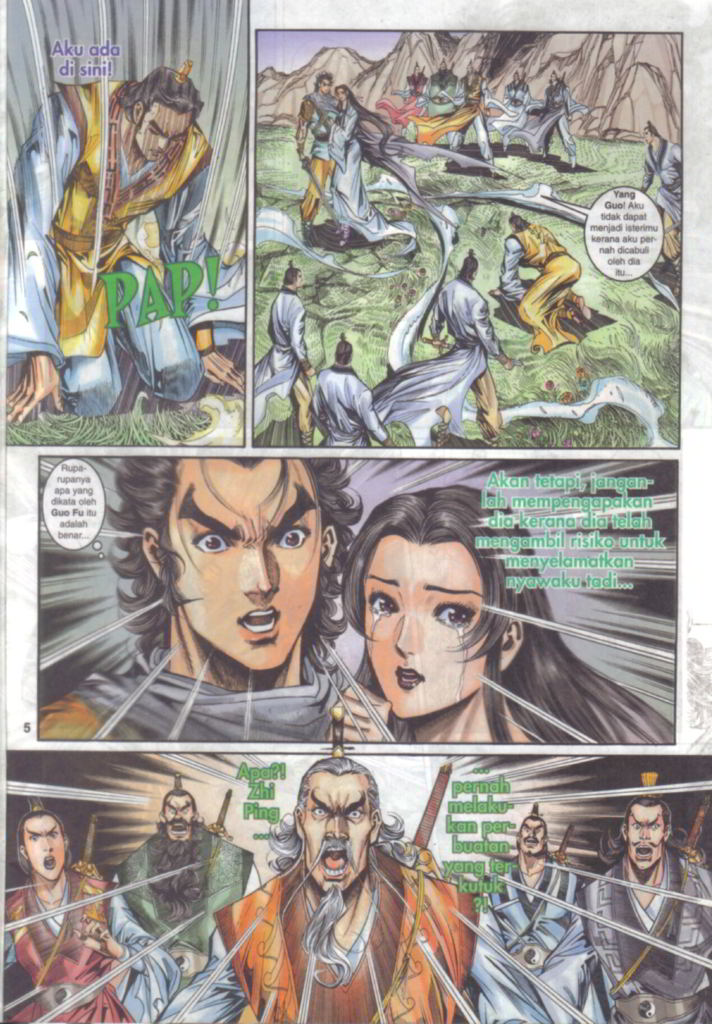 Aku ada
di sini!
PAP!
Yang
Guo! Aku
tidak dapat
menjadi isterimu
kerana aku per-
nah dicabuli
oleh dia
itu...
Rupa-
rupanya
apa yang
dikata oleh
Guo Fu itu
adalah
benar...
Akan tetapi, jangan-
lah mempengapakan
dia kerana dia telah
mengambil risiko untuk
menyelamatkan
nyawaku tadi...
5
Apa?!
Zhi
Ping
...
...
pernah
melaku-
kan per-
buatan
yang ter-
kutuk
?!